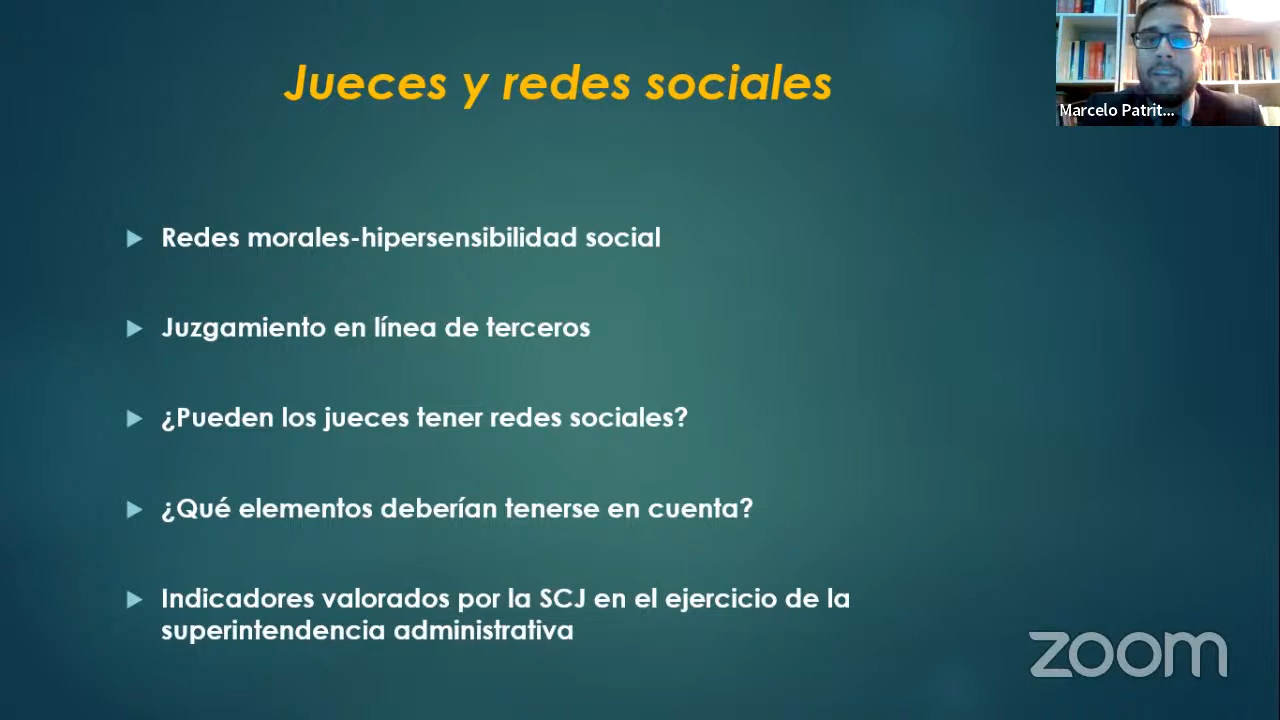 Jueces y redes sociales
Marcelo Patrit...
Redes morales-hipersensibilidad social
Juzgamiento en línea de terceros
¿Pueden los jueces tener redes sociales?
¿Qué elementos deberían tenerse en cuenta?
Indicadores valorados por la SCJ en el ejercicio de la
superintendencia administrativa
zoom